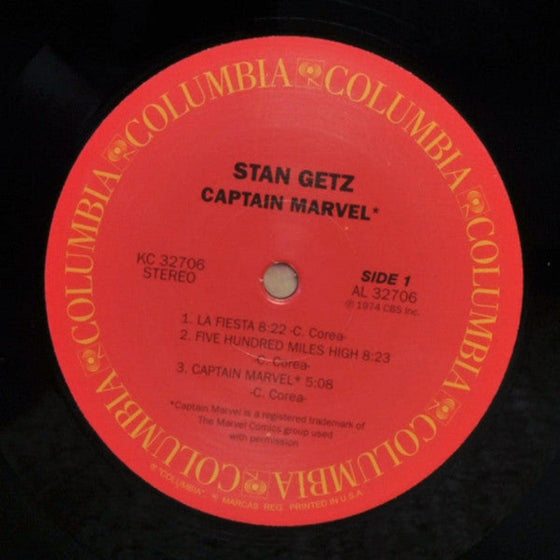 COLUMBIA COLUMBIA COLUMBIA COLUMBIA COLUMBIA COLUMBIA COLUMBIA
STAN GETZ
CAPTAIN MARVEL*
KC 32706
STEREO
SIDE 1
AL 32706
℗ 1974 CBS Inc.
1. LA FIESTA 8:22 -C. Corea-
2. FIVE HUNDRED MILES HIGH 8:23
-C. Corea-
3. CAPTAIN MARVEL* 5:08
-C. Corea-
*Captain Marvel is a registered trademark of
The Marvel Comics group used
with permission
® "COLUMBIA", MARCAS REG. PRINTED IN U.S.A.